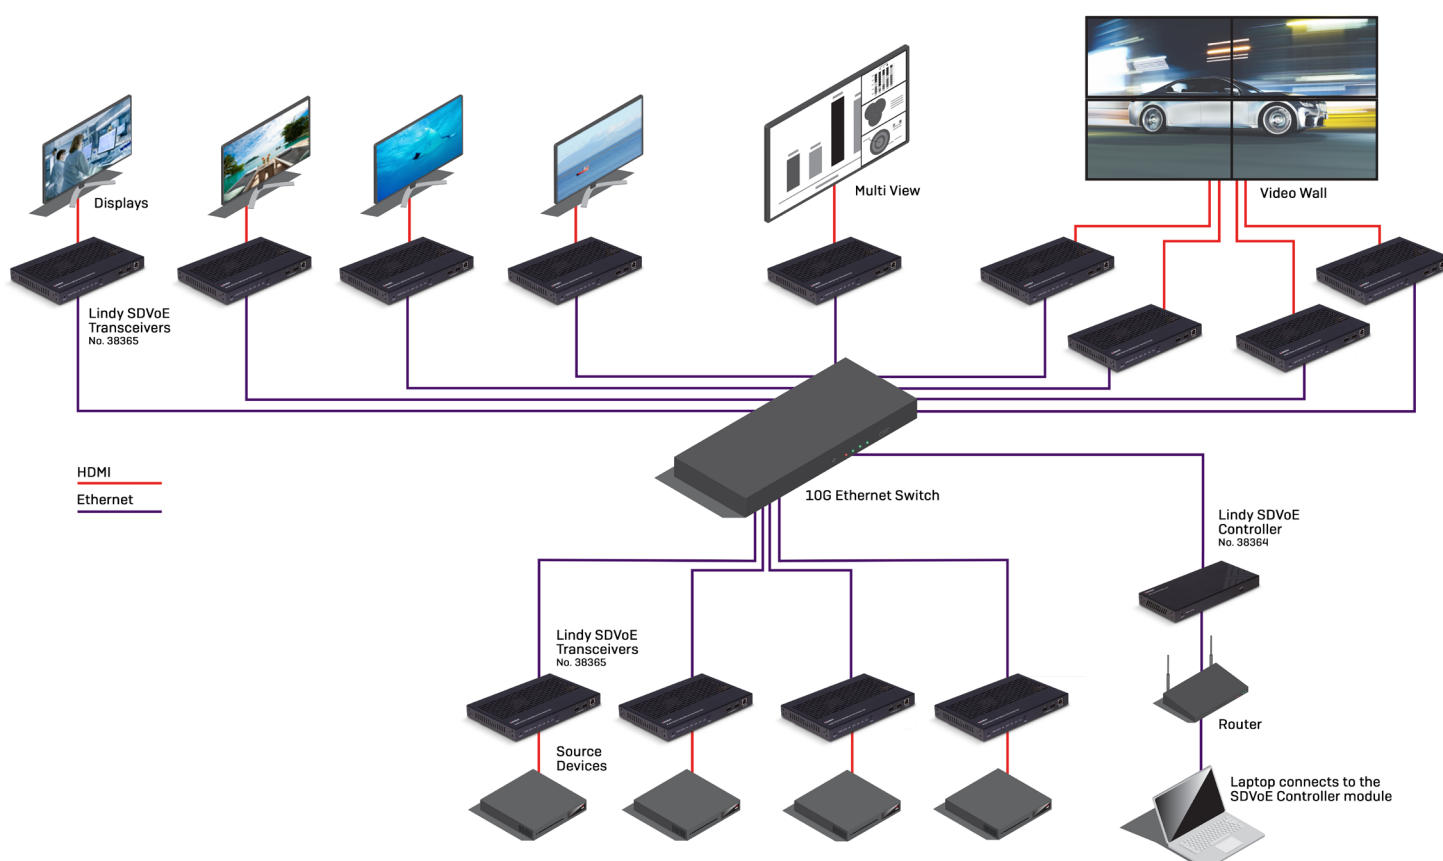 Displays
Multi View
Video Wall
Lindy SDVoE
Transceivers
No. 38365
HDMI
Ethernet
10G Ethernet Switch
Lindy SDVoE
Controller
No. 38364
Lindy SDVoE
Transceivers
No. 38365
Router
Source
Devices
Laptop connects to the
SDVoE Controller module